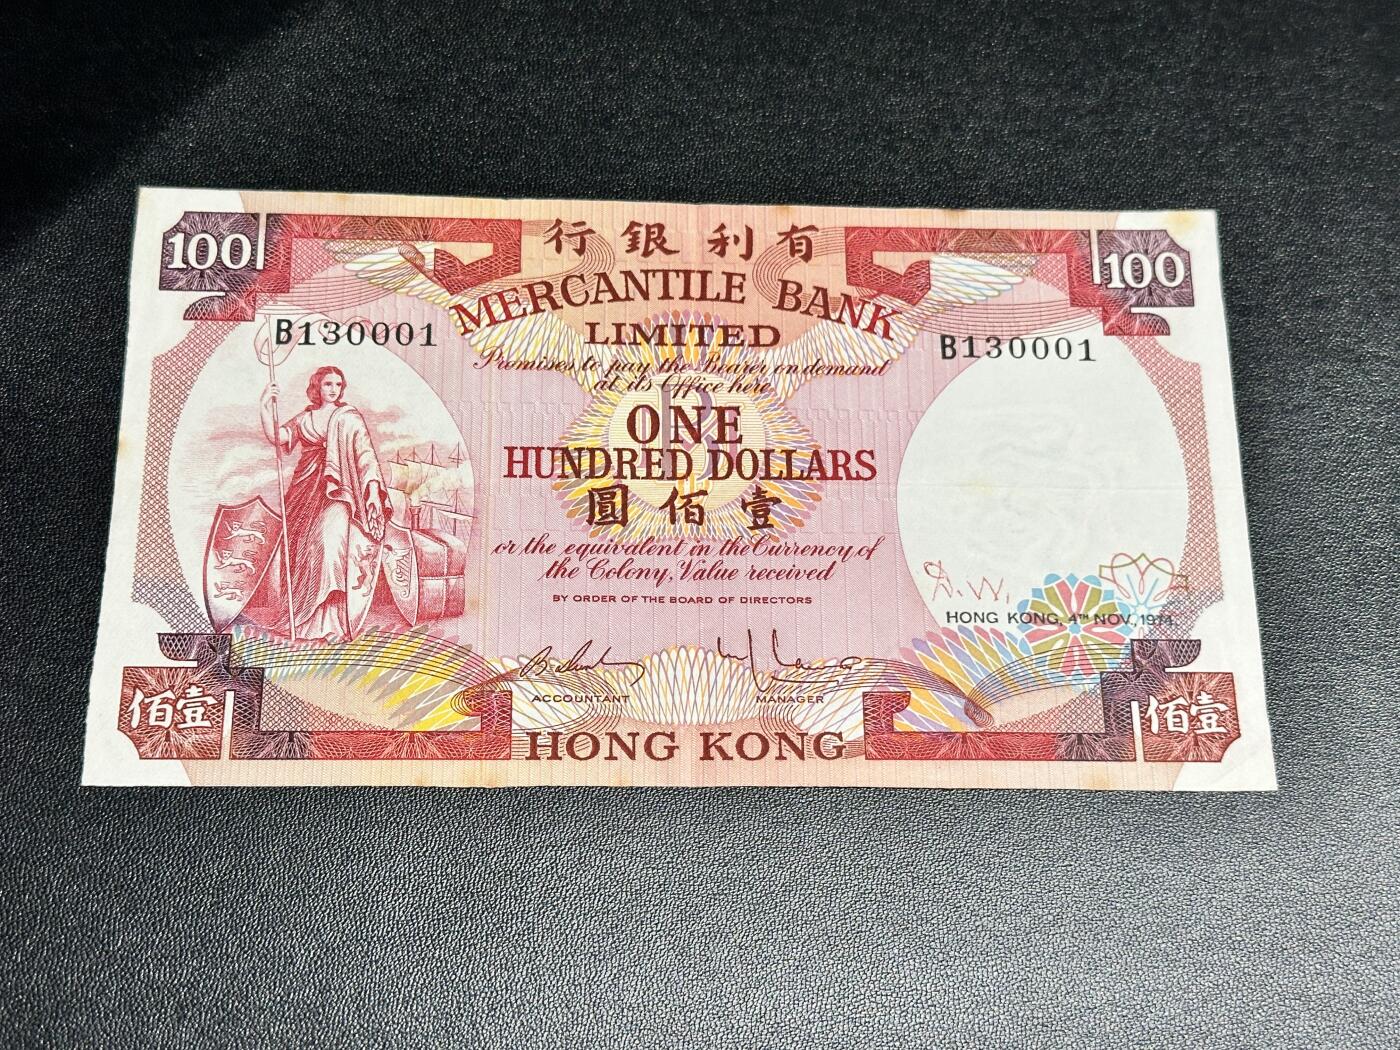 100
行銀利有
100
MERCANTILE BANK
LIMITED
B130001
B130001
Promises to pay the Bearer on demand
at its Office here
ONE
HUNDRED DOLLARS
圓佰壹
or the equivalent in the Currency of
the Colony, Value received
BY ORDER OF THE BOARD OF DIRECTORS
HONG KONG, 4TH NOV, 1974.
ACCOUNTANT
MANAGER
佰壹
HONG KONG
佰壹